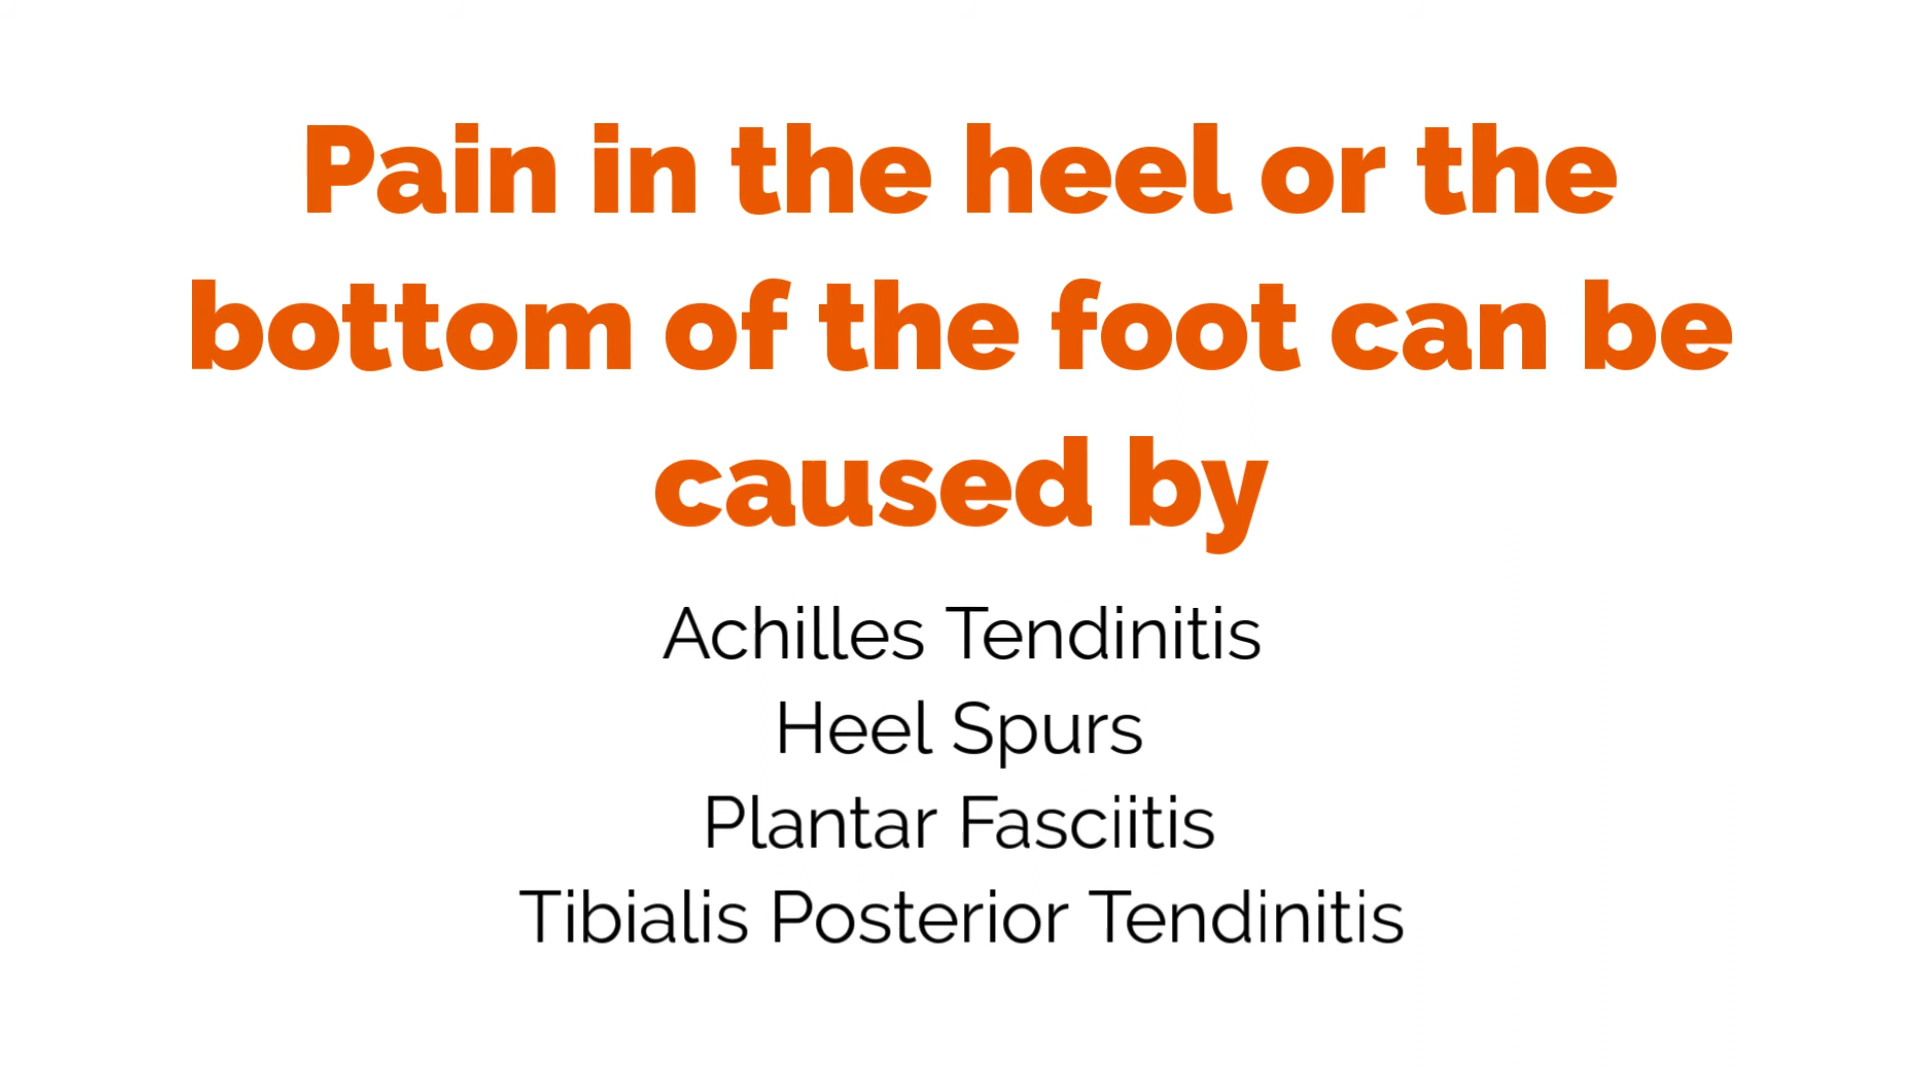 Pain in the heel or the
bottom of the foot can be
caused by
Achilles Tendinitis
Heel Spurs
Plantar Fasciitis
Tibialis Posterior Tendinitis